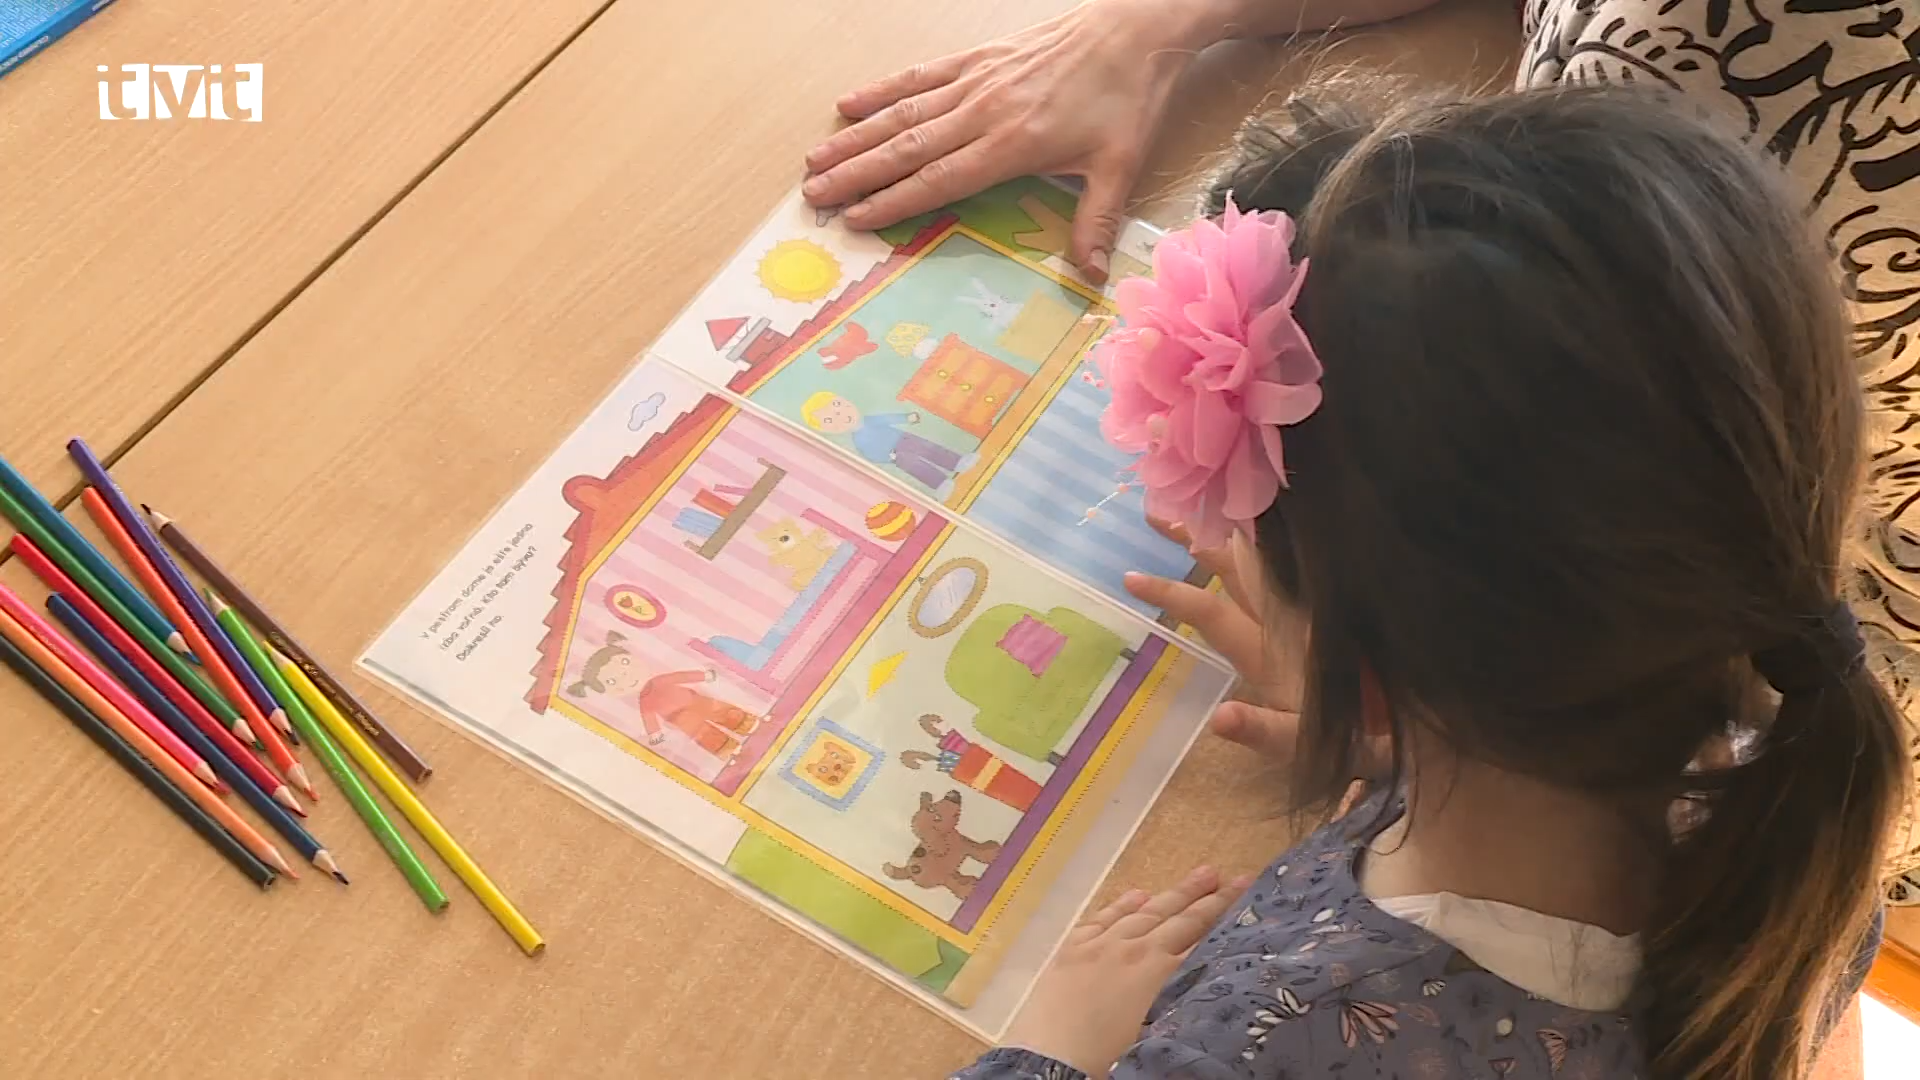 itvit
V pestrom dome je ešte jedna
izba voľná. Kto tam býva?
Dokresli ho.